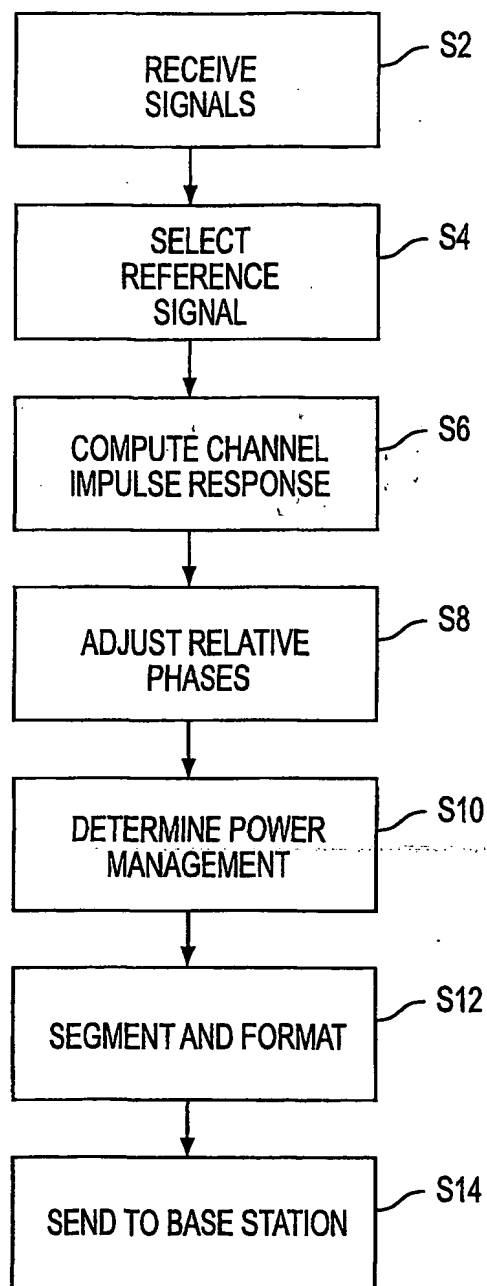 RECEIVE
SIGNALS
S2
SELECT
REFERENCE
SIGNAL
S4
COMPUTE CHANNEL
IMPULSE RESPONSE
S6
ADJUST RELATIVE
PHASES
S8
DETERMINE POWER
MANAGEMENT
S10
SEGMENT AND FORMAT
S12
SEND TO BASE STATION
S14